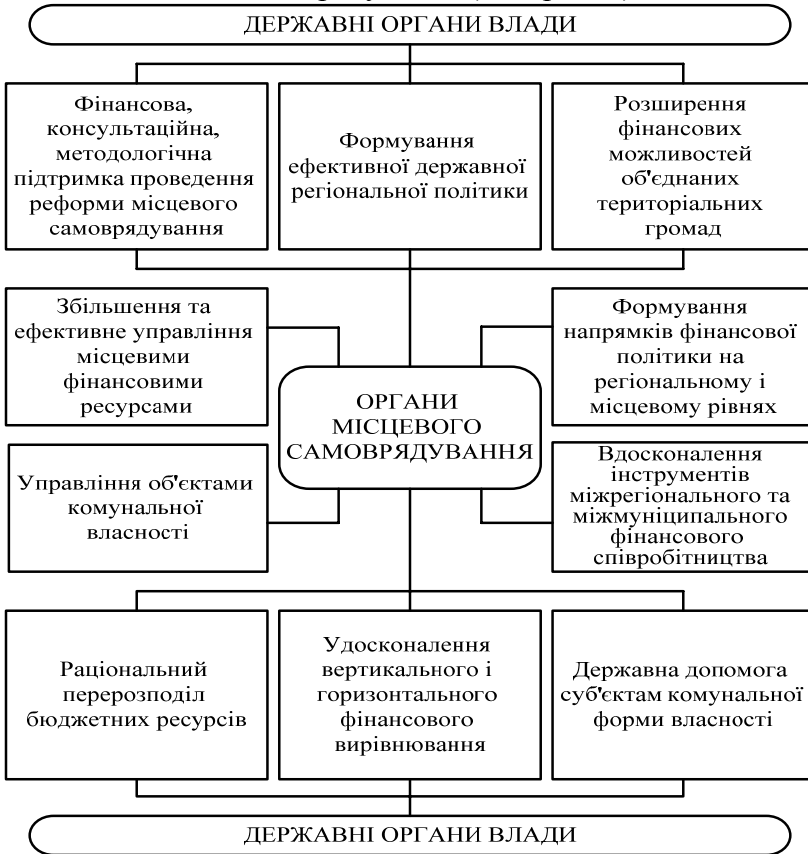 ДЕРЖАВНІ ОРГАНИ ВЛАДИ
Фінансова,
консультаційна,
методологічна
підтримка проведення
реформи місцевого
самоврядування
Формування
ефективної державної
регіональної політики
Розширення
фінансових
можливостей
об'єднаних
територіальних
громад
Збільшення та
ефективне управління
місцевими
фінансовими
ресурсами
Формування
напрямків фінансової
політики на
регіональному і
місцевому рівнях
ОРГАНИ
МІСЦЕВОГО
САМОВРЯДУВАННЯ
Управління об'єктами
комунальної
власності
Вдосконалення
інструментів
міжрегіонального та
міжмуніципального
фінансового
співробітництва
Раціональний
перерозподіл
бюджетних ресурсів
Удосконалення
вертикального і
горизонтального
фінансового
вирівнювання
Державна допомога
суб'єктам комунальної
форми власності
ДЕРЖАВНІ ОРГАНИ ВЛАДИ